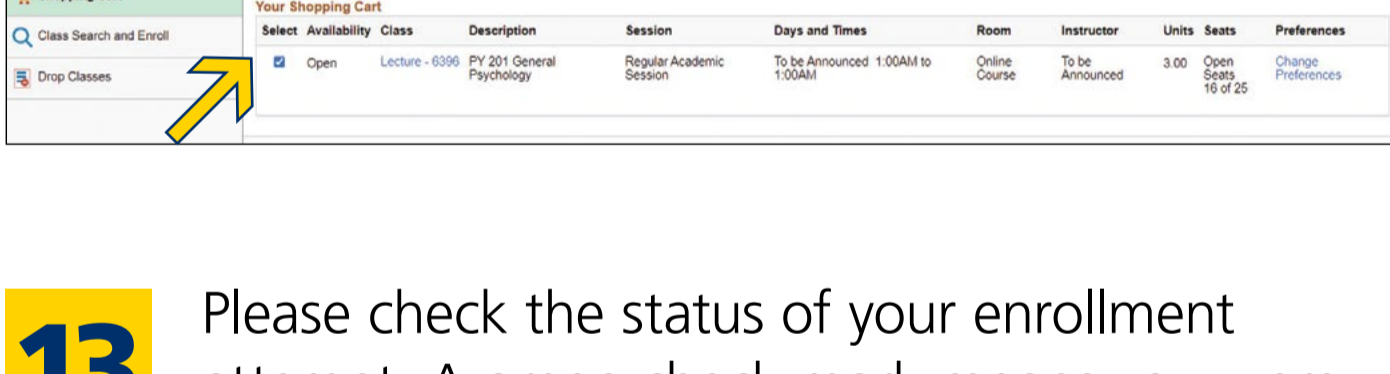 Your Shopping Cart
Class Search and Enroll
Drop Classes
Select Availability Class Description Session Days and Times Room Instructor Units Seats Preferences
Open Lecture - 6396 PY 201 General Regular Academic To be Announced 1:00AM to Online To be 3.00 Open Change
Psychology Session 1:00AM Course Announced Seats Preferences
16 of 25
13
Please check the status of your enrollment